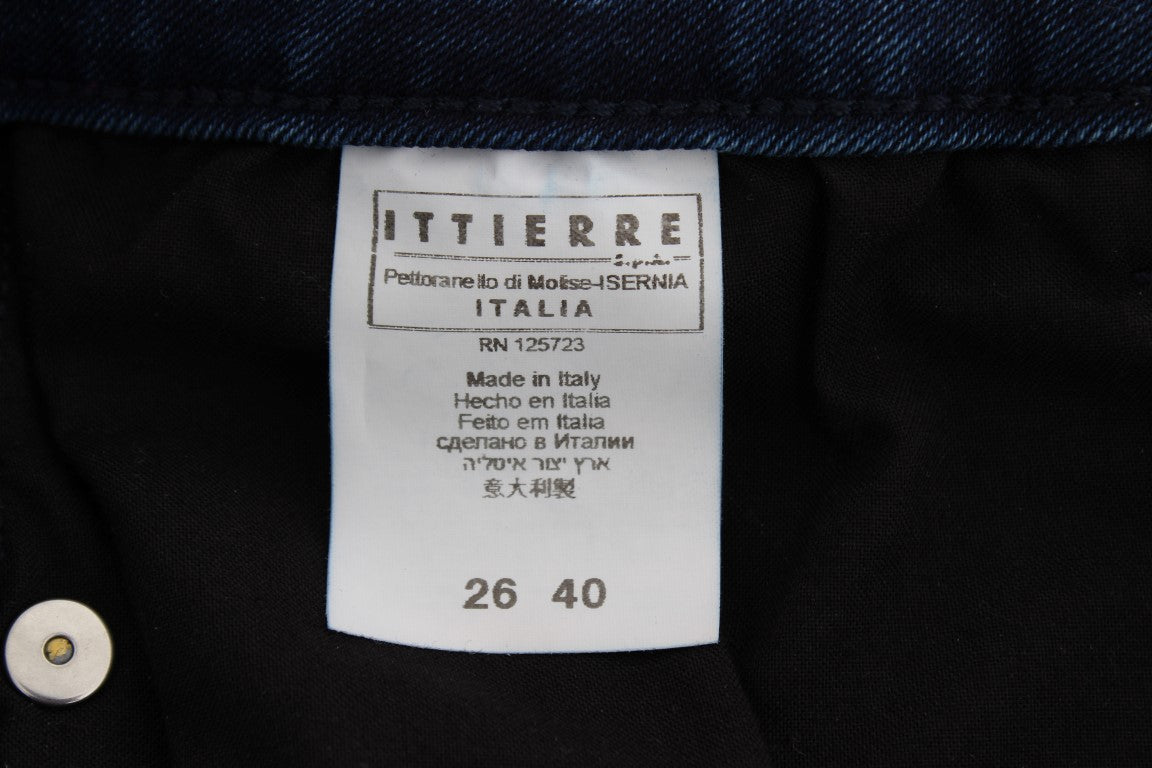 ITTIERRE
S.p.A.
Pettoranello di Molise-ISERNIA
ITALIA
RN 125723
Made in Italy
Hecho en Italia
Feito em Italia
сделано в Италии
ארץ יצור איטליה
意大利製
26 40